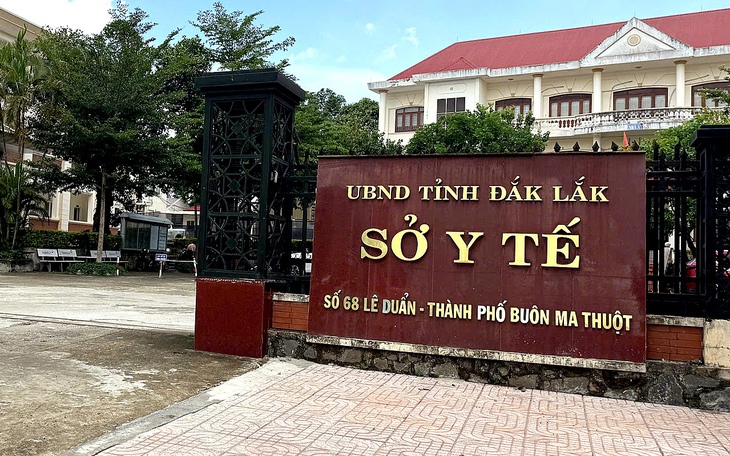 UBND TỈNH ĐẮK LẮK
SỞ Y TẾ
SỐ 68 LÊ DUẨN - THÀNH PHỐ BUÔN MA THUỘT